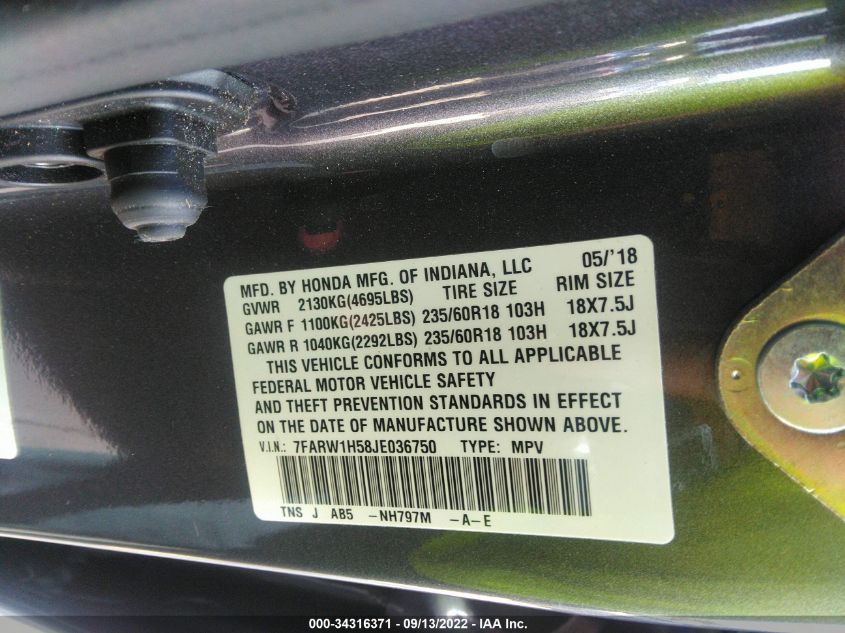 MFD. BY HONDA MFG. OF INDIANA, LLC 05/'18
GVWR 2130KG(4695LBS) TIRE SIZE RIM SIZE
GAWR F 1100KG(2425LBS) 235/60R18 103H 18X7.5J
GAWR R 1040KG(2292LBS) 235/60R18 103H 18X7.5J
THIS VEHICLE CONFORMS TO ALL APPLICABLE
FEDERAL MOTOR VEHICLE SAFETY
AND THEFT PREVENTION STANDARDS IN EFFECT
ON THE DATE OF MANUFACTURE SHOWN ABOVE.
V.I.N.: 7FARW1H58JE036750 TYPE: MPV
TNS J AB5 -NH797M -A-E
000-34316371 - 09/13/2022 - IAA Inc.